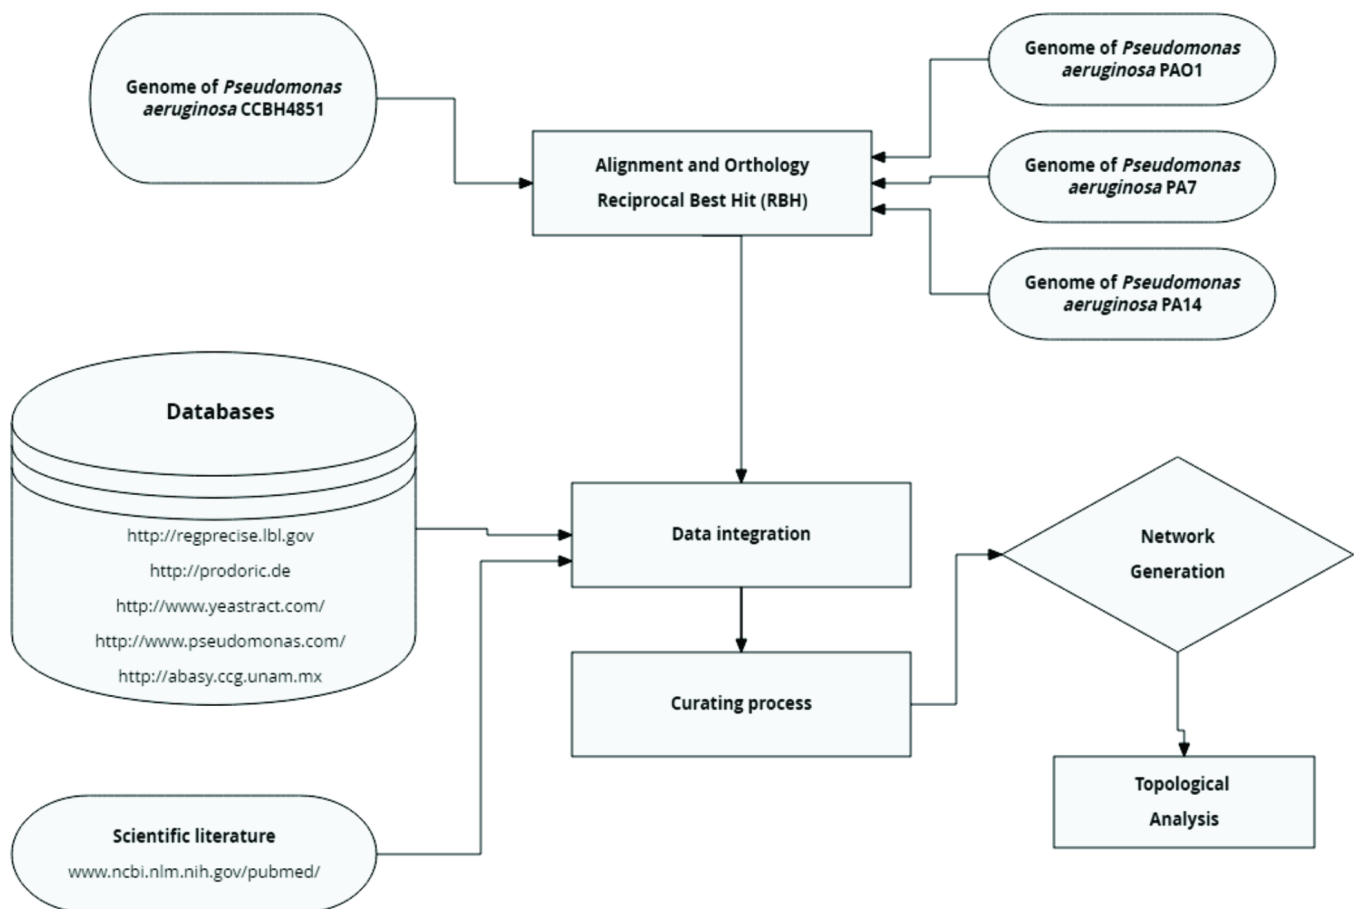 Genome of Pseudomonas
aeruginosa CCBH4851
Genome of Pseudomonas
aeruginosa PAO1
Alignment and Orthology
Reciprocal Best Hit (RBH)
Genome of Pseudomonas
aeruginosa PA7
Genome of Pseudomonas
aeruginosa PA14
Databases
http://regprecise.lbl.gov
http://prodoric.de
http://www.yeastract.com/
http://www.pseudomonas.com/
http://abasy.ccg.unam.mx
Data integration
Network
Generation
Curating process
Topological
Analysis
Scientific literature
www.ncbi.nlm.nih.gov/pubmed/